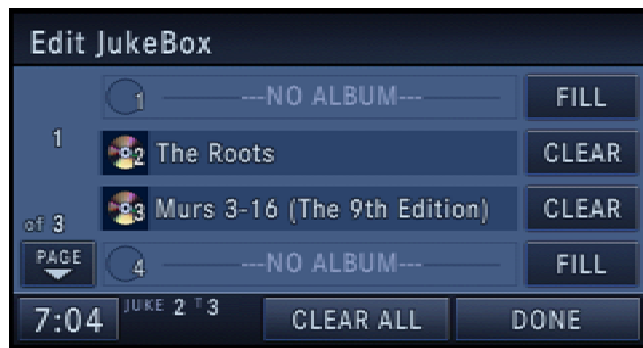 Edit JukeBox
1 ---NO ALBUM--- FILL
1
2 The Roots CLEAR
3 Murs 3-16 (The 9th Edition) CLEAR
of 3
PAGE
4 ---NO ALBUM--- FILL
7:04 JUKE 2 T 3 CLEAR ALL DONE